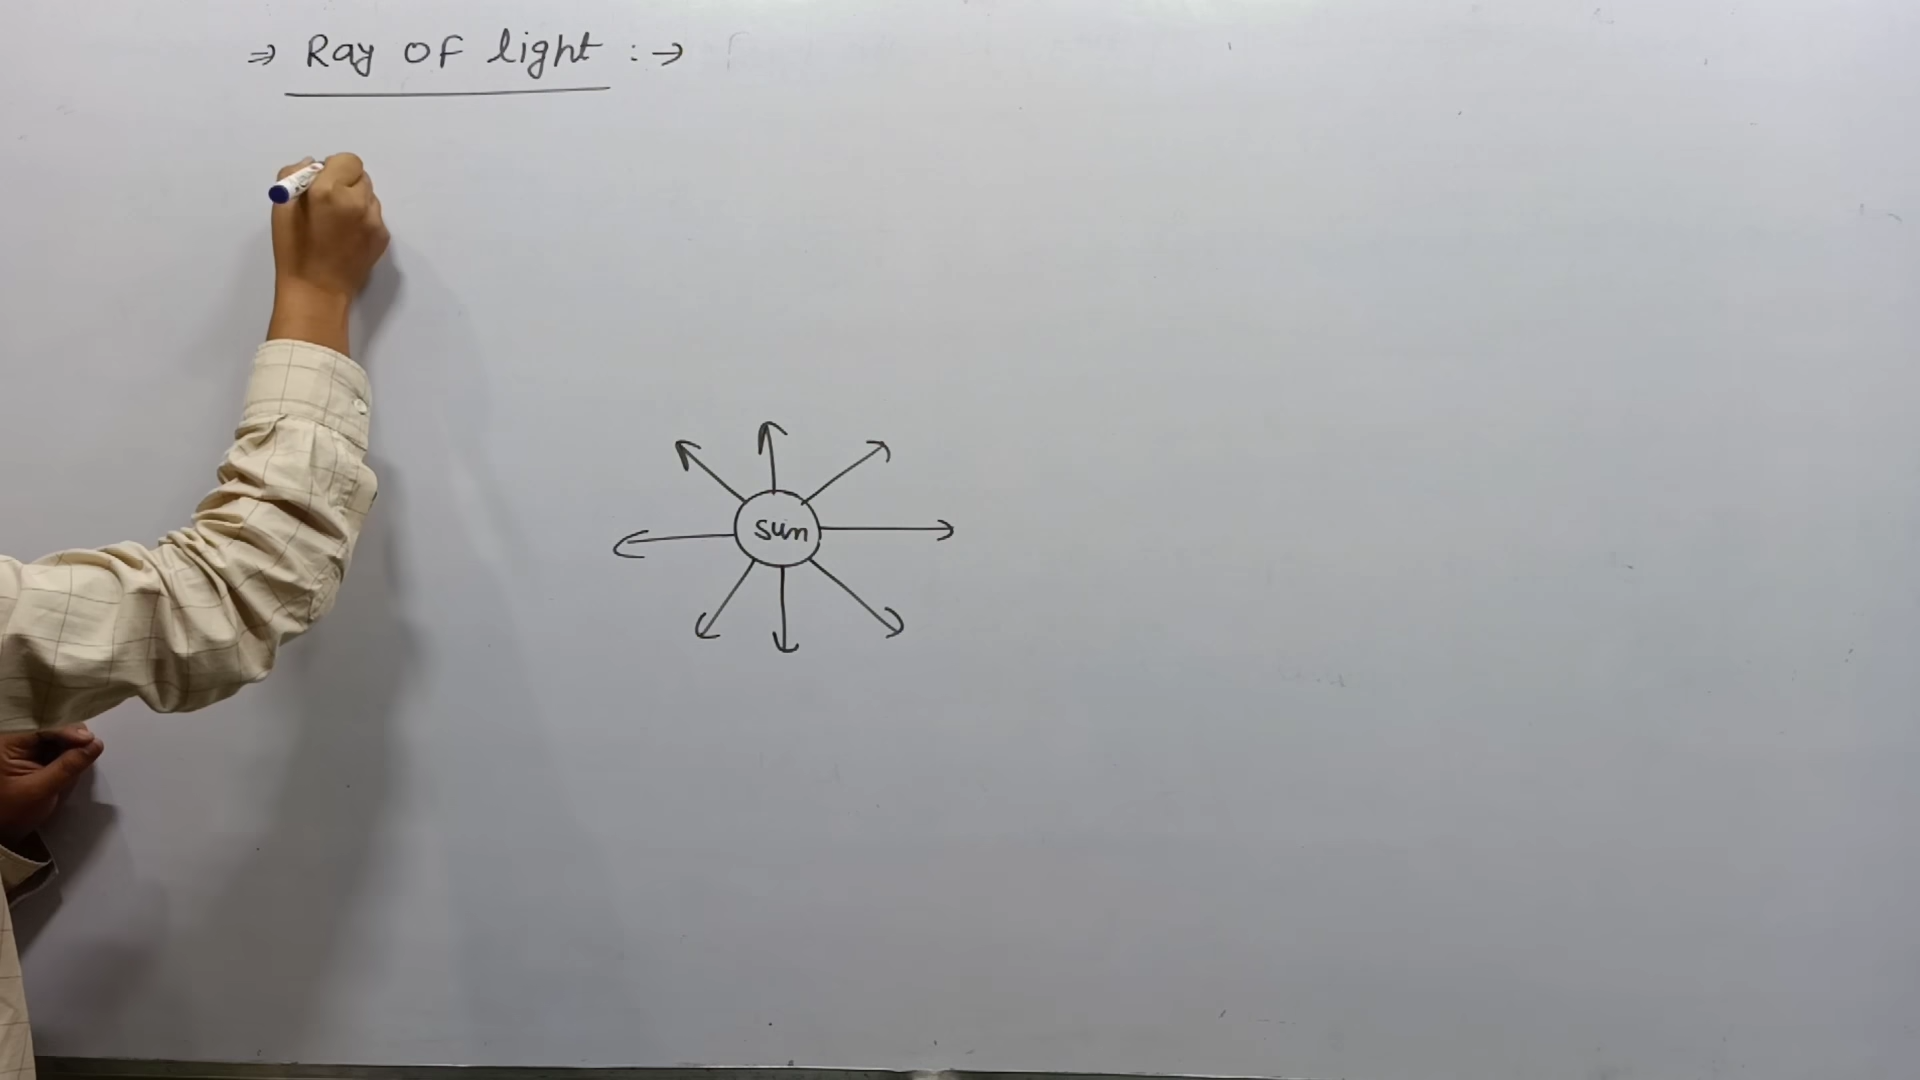 ⇒ Ray OF light :→
sun